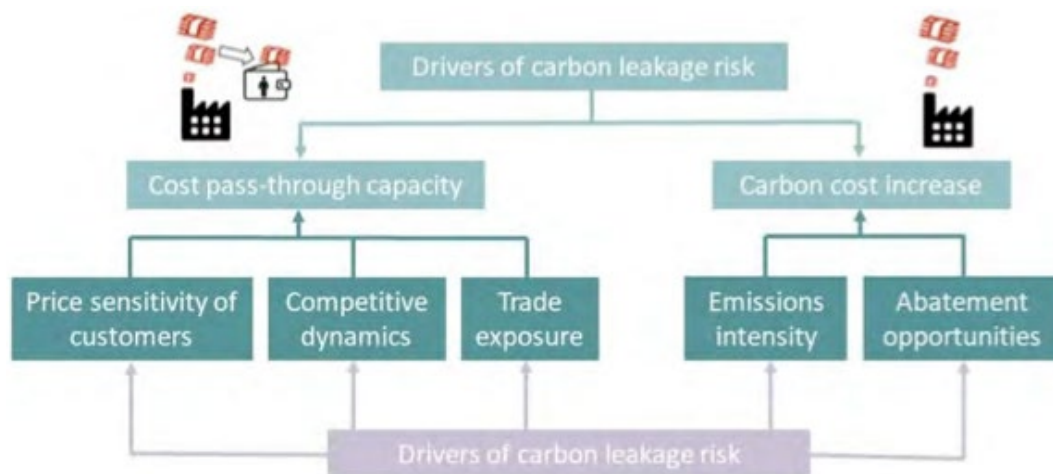 Drivers of carbon leakage risk
Cost pass-through capacity
Carbon cost increase
Price sensitivity of
customers
Competitive
dynamics
Trade
exposure
Emissions
intensity
Abatement
opportunities
Drivers of carbon leakage risk